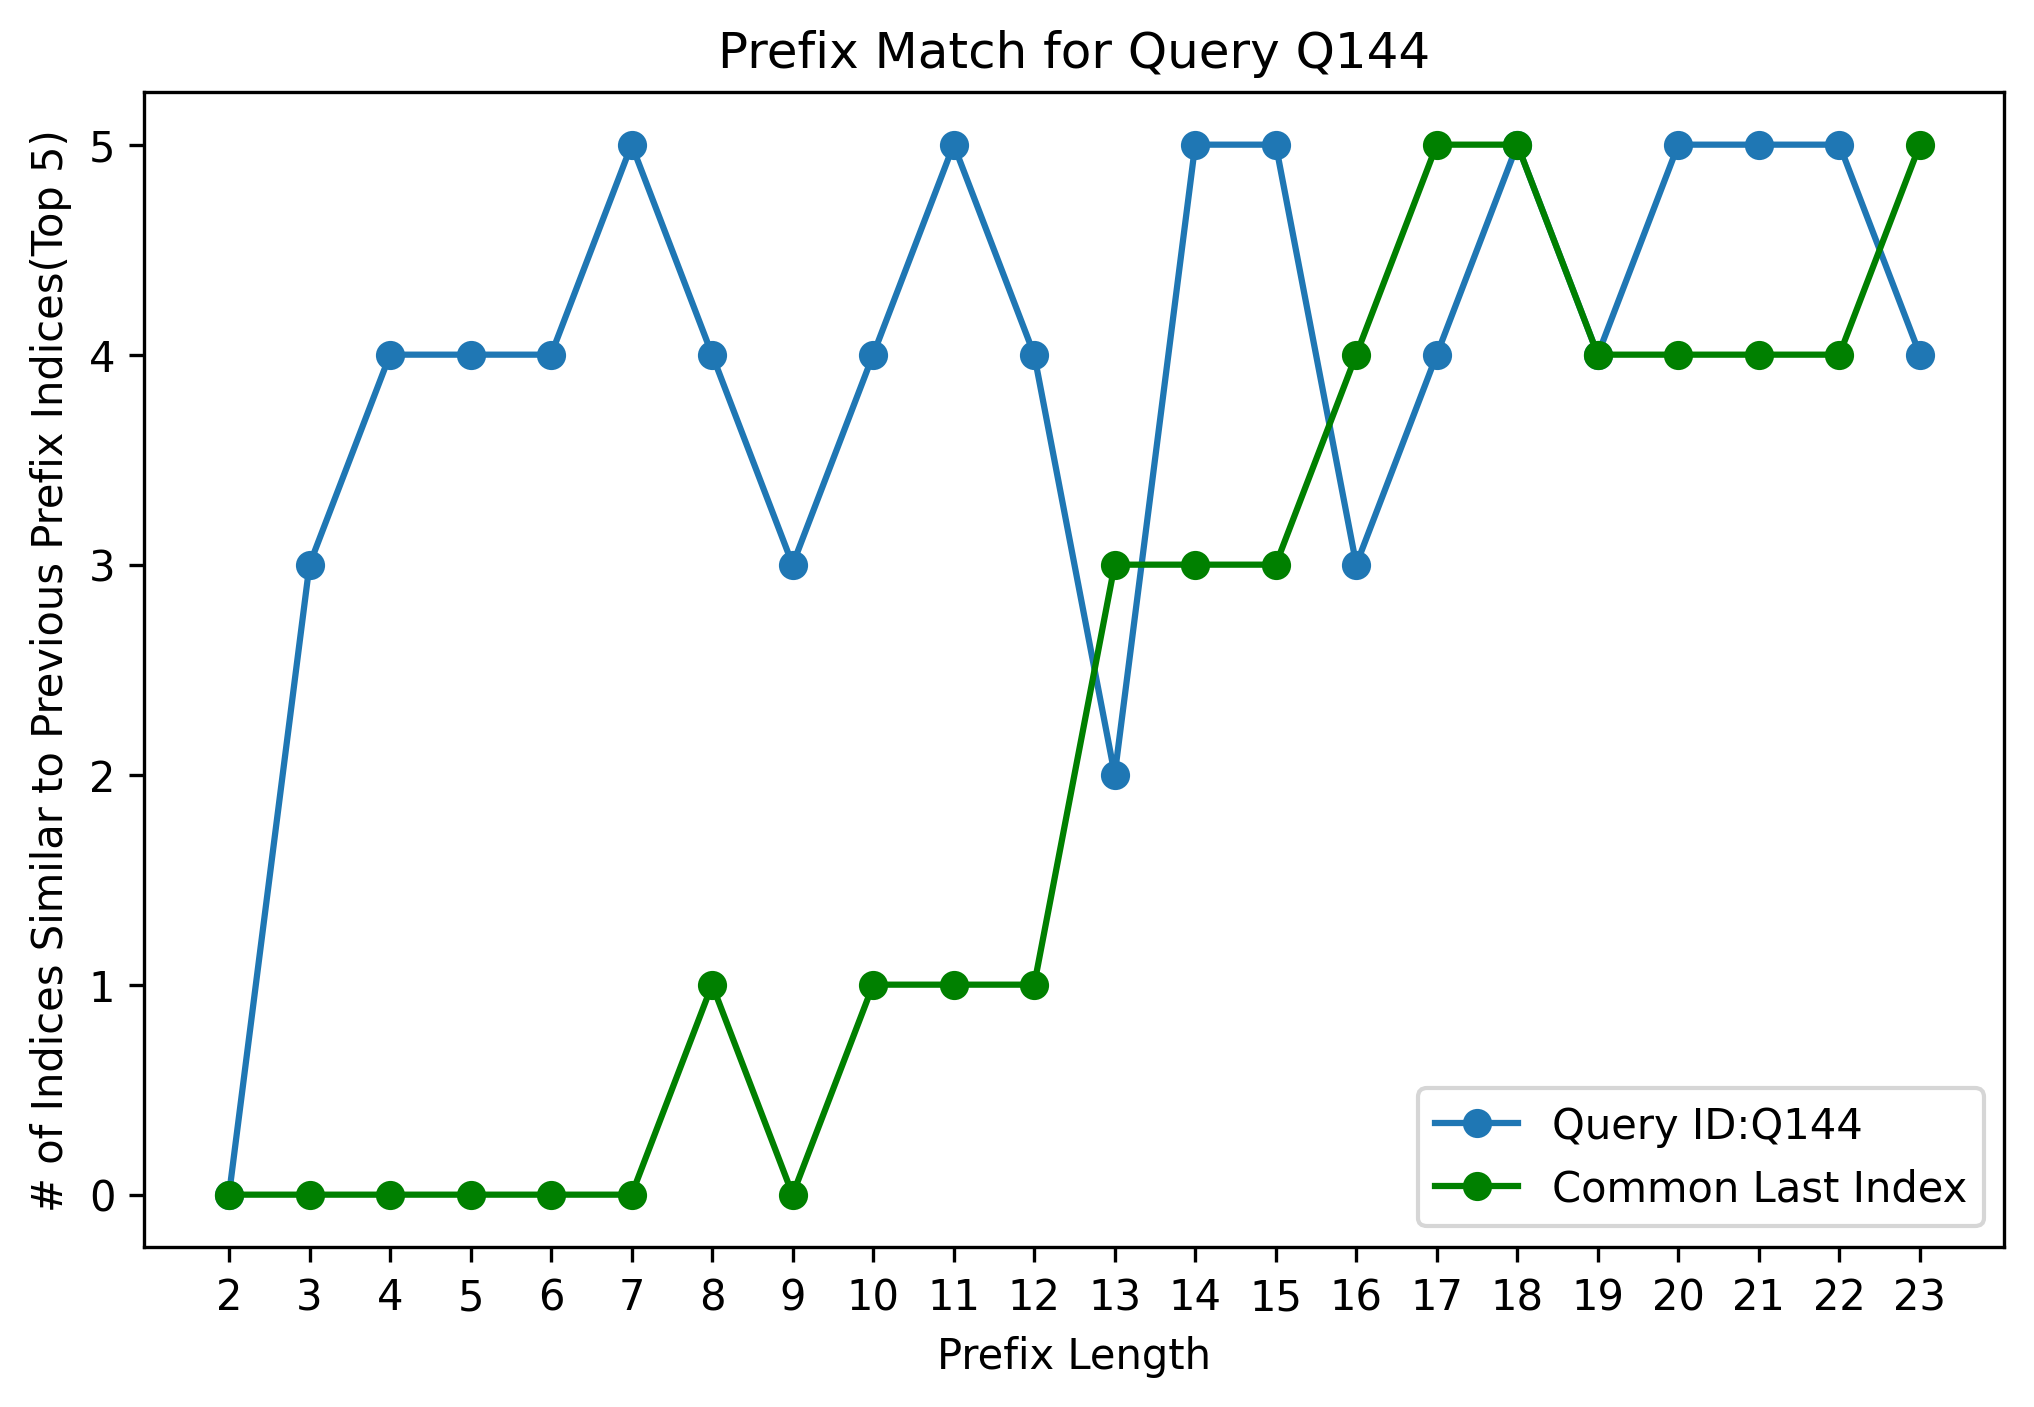 Prefix Match for Query Q144
# of Indices Similar to Previous Prefix Indices(Top 5)
5
4
3
2
1
0
Query ID:Q144
Common Last Index
2 3 4 5 6 7 8 9 10 11 12 13 14 15 16 17 18 19 20 21 22 23
Prefix Length